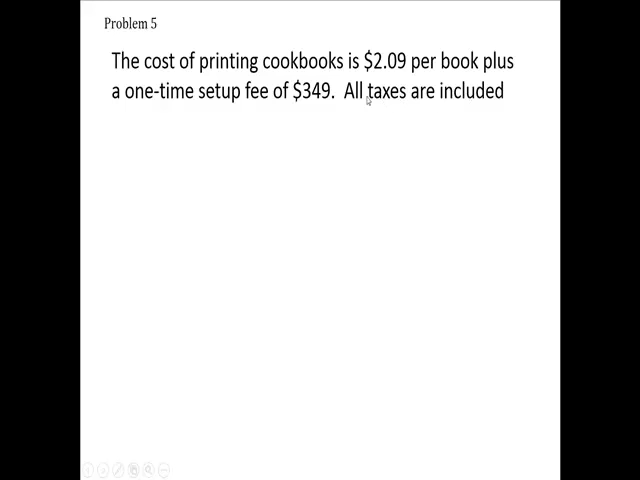 Problem 5
The cost of printing cookbooks is $2.09 per book plus
a one-time setup fee of $349.  All taxes are included